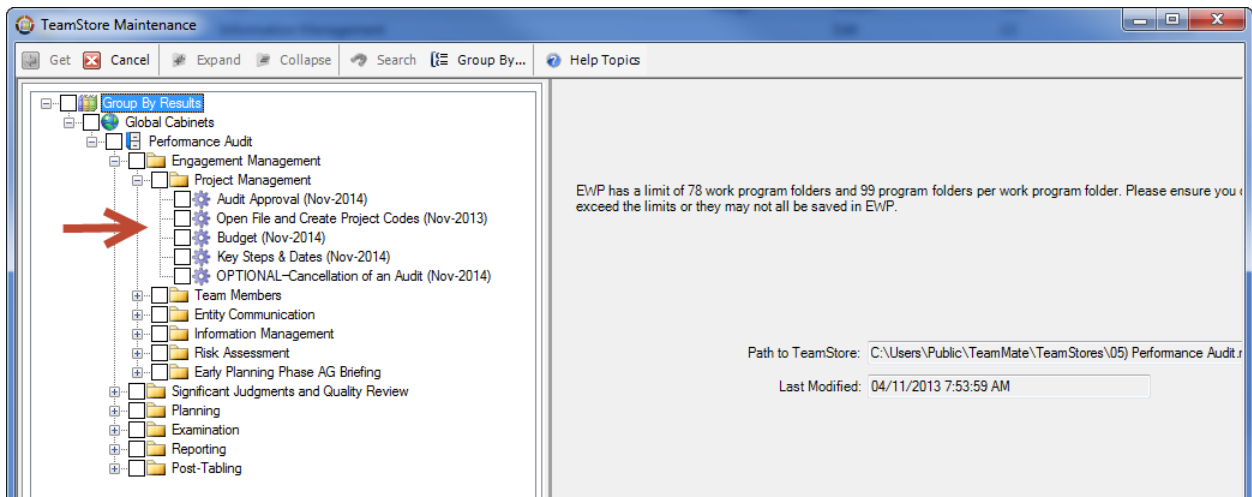 TeamStore Maintenance
Get Cancel Expand Collapse Search Group By... Help Topics
Group By Results
Global Cabinets
Performance Audit
Engagement Management
Project Management
Audit Approval (Nov-2014)
Open File and Create Project Codes (Nov-2013)
Budget (Nov-2014)
Key Steps & Dates (Nov-2014)
OPTIONAL–Cancellation of an Audit (Nov-2014)
Team Members
Entity Communication
Information Management
Risk Assessment
Early Planning Phase AG Briefing
Significant Judgments and Quality Review
Planning
Examination
Reporting
Post-Tabling
EWP has a limit of 78 work program folders and 99 program folders per work program folder. Please ensure you
exceed the limits or they may not all be saved in EWP.
Path to TeamStore: C:\Users\Public\TeamMate\TeamStores\05) Performance Audit.
Last Modified: 04/11/2013 7:53:59 AM